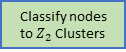 Classify nodes
to Z₂ Clusters